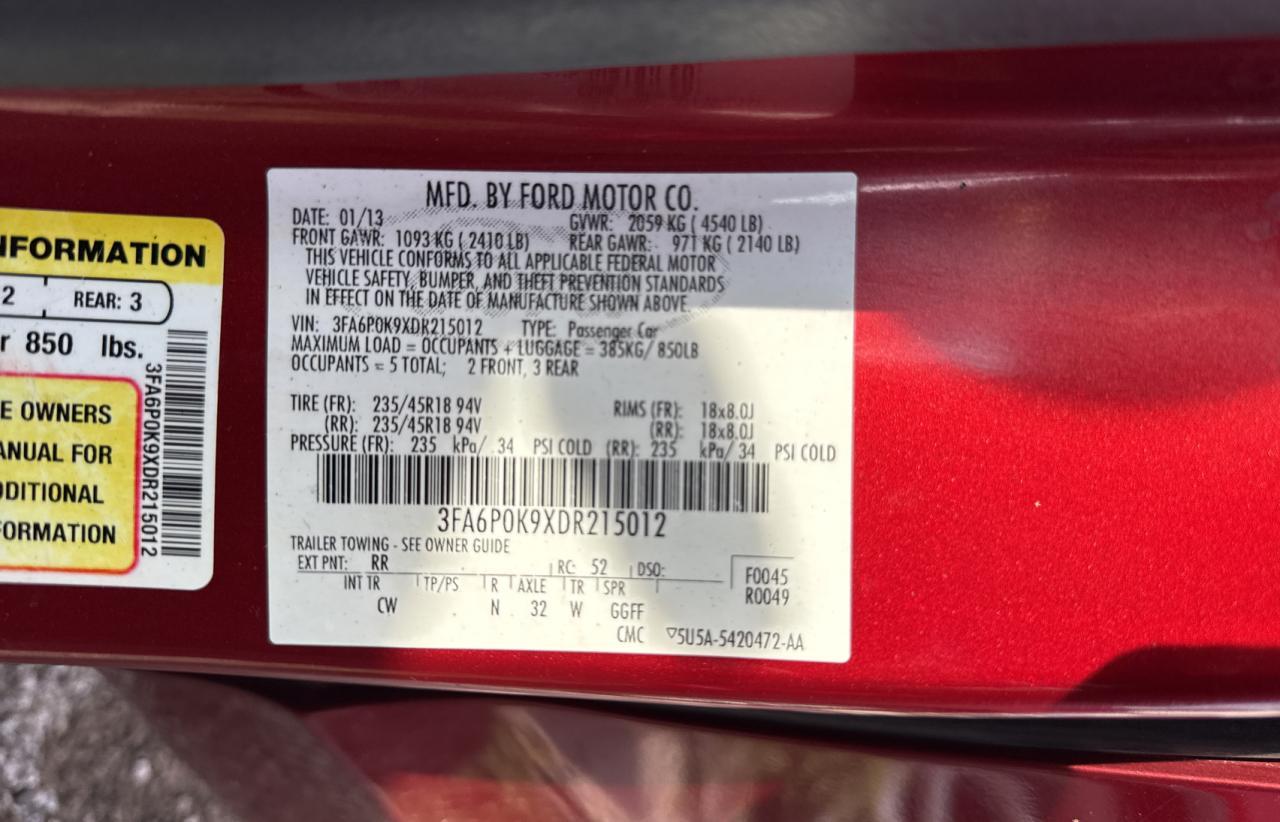 NFORMATION
2 REAR: 3
r 850 lbs.
E OWNERS
ANUAL FOR
DDITIONAL
FORMATION
3FA6P0K9XDR215012
MFD. BY FORD MOTOR CO.
DATE: 01/13 GVWR: 2059 KG ( 4540 LB)
FRONT GAWR: 1093 KG ( 2410 LB) REAR GAWR: 971 KG ( 2140 LB)
THIS VEHICLE CONFORMS TO ALL APPLICABLE FEDERAL MOTOR
VEHICLE SAFETY, BUMPER, AND THEFT PREVENTION STANDARDS
IN EFFECT ON THE DATE OF MANUFACTURE SHOWN ABOVE.
VIN: 3FA6P0K9XDR215012 TYPE: Passenger Car
MAXIMUM LOAD = OCCUPANTS + LUGGAGE = 385KG/ 850LB
OCCUPANTS = 5 TOTAL; 2 FRONT, 3 REAR
TIRE (FR): 235/45R18 94V RIMS (FR): 18x8.0J
(RR): 235/45R18 94V (RR): 18x8.0J
PRESSURE (FR): 235 kPa/ 34 PSI COLD (RR): 235 kPa/ 34 PSI COLD
3FA6P0K9XDR215012
TRAILER TOWING - SEE OWNER GUIDE
EXT PNT: RR RC: 52 DSO:
INT TR TP/PS R AXLE TR SPR
CW N 32 W GGFF
F0045
R0049
CMC ▽5U5A-5420472-AA